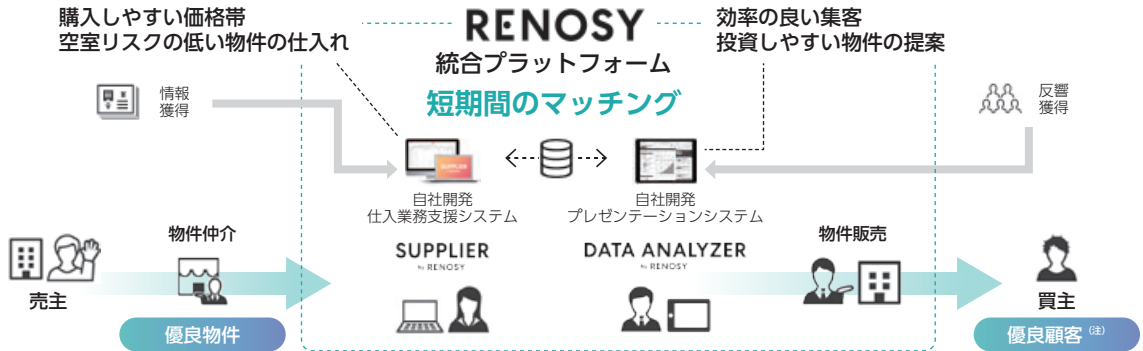 購入しやすい価格帯
空室リスクの低い物件の仕入れ
RENOSY
統合プラットフォーム
短期間のマッチング
効率の良い集客
投資しやすい物件の提案
情報
獲得
反響
獲得
SUPPLIER
自社開発
仕入業務支援システム
自社開発
プレゼンテーションシステム
SUPPLIER
by RENOSY
DATA ANALYZER
by RENOSY
売主
物件仲介
優良物件
物件販売
買主
優良顧客(注)